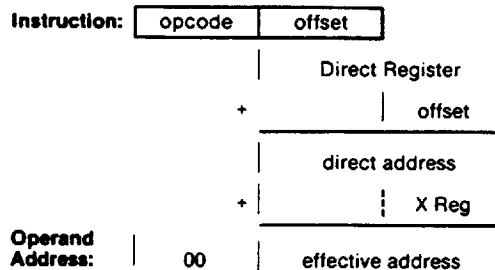 Instruction: opcode offset
Direct Register
+ offset
direct address
+ X Reg
Operand
Address: 00 effective address